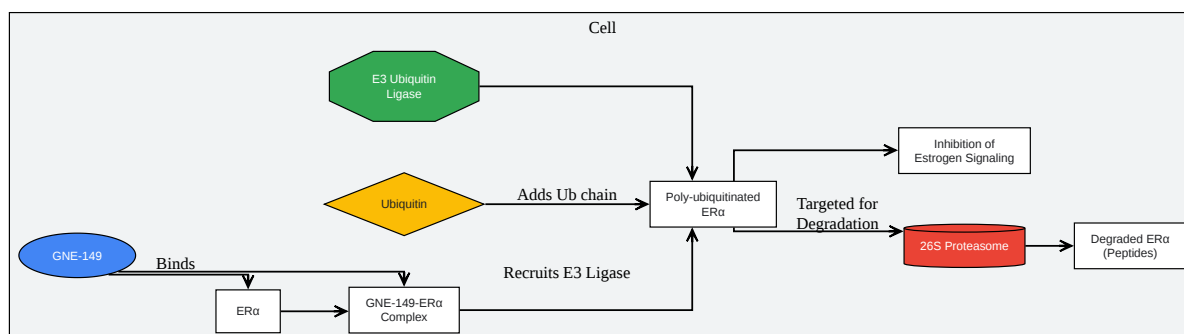 Cell
E3 Ubiquitin
Ligase
Inhibition of
Estrogen Signaling
Ubiquitin
Adds Ub chain
Poly-ubiquitinated
ERα
Targeted for
Degradation
26S Proteasome
Degraded ERα
(Peptides)
GNE-149
Binds
Recruits E3 Ligase
ERα
GNE-149-ERα
Complex